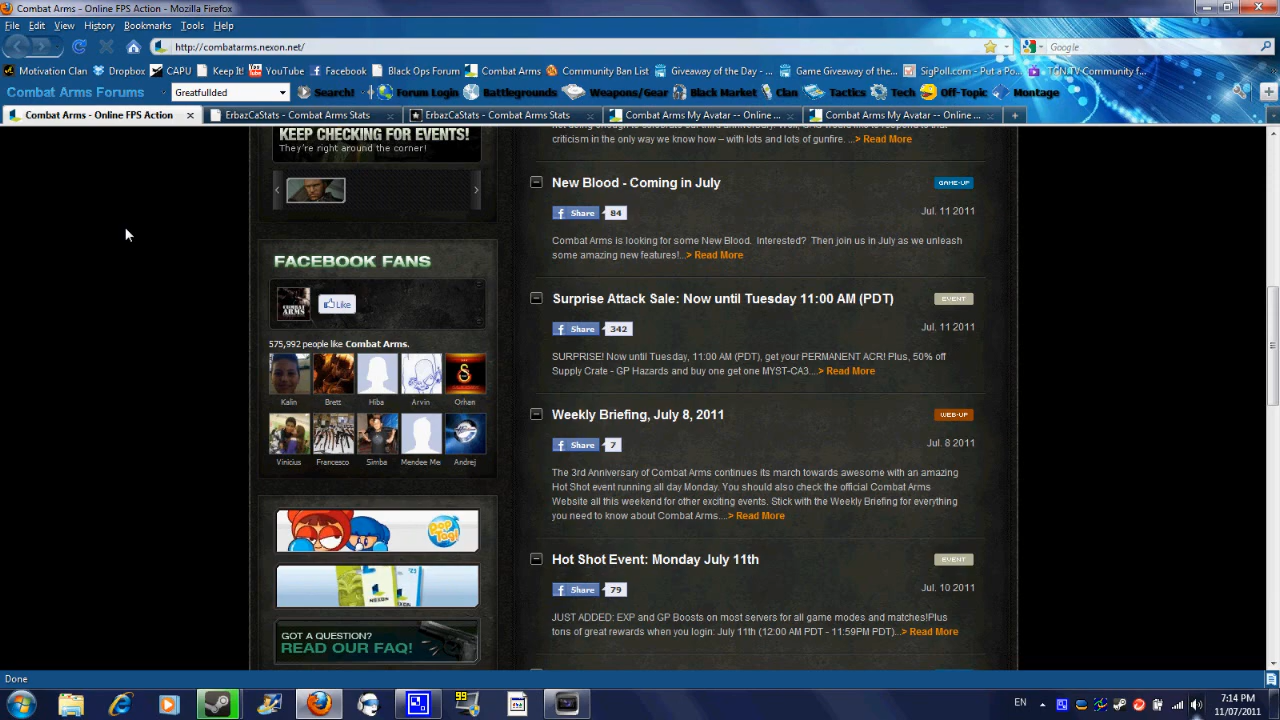 Combat Arms - Online FPS Action - Mozilla Firefox
File Edit View History Bookmarks Tools Help
http://combatarms.nexon.net/
Google
Motivation Clan Dropbox CAPU Keep It! YouTube Facebook Black Ops Forum Combat Arms Community Ban List Giveaway of the Day - ... Game Giveaway of the... SigPoll.com - Put a Po... TGN.TV Community f...
Combat Arms Forums Greatfullded Search! Forum Login Battlegrounds Weapons/Gear Black Market Clan Tactics Tech Off-Topic Montage
Combat Arms - Online FPS Action ErbazCaStats - Combat Arms Stats ErbazCaStats - Combat Arms Stats Combat Arms My Avatar -- Online ... Combat Arms My Avatar -- Online ...
KEEP CHECKING FOR EVENTS!
They're right around the corner!
FACEBOOK FANS
COMBAT ARMS
Like
575,992 people like Combat Arms.
Kalin Brett Hiba Arvin Orhan
Vinicius Francesco Simba Mendee Me Andrej
POP TAG!
NEXON
GOT A QUESTION?
READ OUR FAQ!
criticism in the only way we know how – with lots and lots of gunfire. ...> Read More
New Blood - Coming in July GAME-UP
Share 84 Jul. 11 2011
Combat Arms is looking for some New Blood. Interested? Then join us in July as we unleash
some amazing new features!...> Read More
Surprise Attack Sale: Now until Tuesday 11:00 AM (PDT) EVENT
Share 342 Jul. 11 2011
SURPRISE! Now until Tuesday, 11:00 AM (PDT), get your PERMANENT ACR! Plus, 50% off
Supply Crate - GP Hazards and buy one get one MYST-CA3...> Read More
Weekly Briefing, July 8, 2011 WEB-UP
Share 7 Jul. 8 2011
The 3rd Anniversary of Combat Arms continues its march towards awesome with an amazing
Hot Shot event running all day Monday. You should also check the official Combat Arms
Website all this weekend for other exciting events. Stick with the Weekly Briefing for everything
you need to know about Combat Arms....> Read More
Hot Shot Event: Monday July 11th EVENT
Share 79 Jul. 10 2011
JUST ADDED: EXP and GP Boosts on most servers for all game modes and matches!Plus
tons of great rewards when you login: July 11th (12:00 AM PDT - 11:59PM PDT)...> Read More
Done
99
EN
7:14 PM
11/07/2011